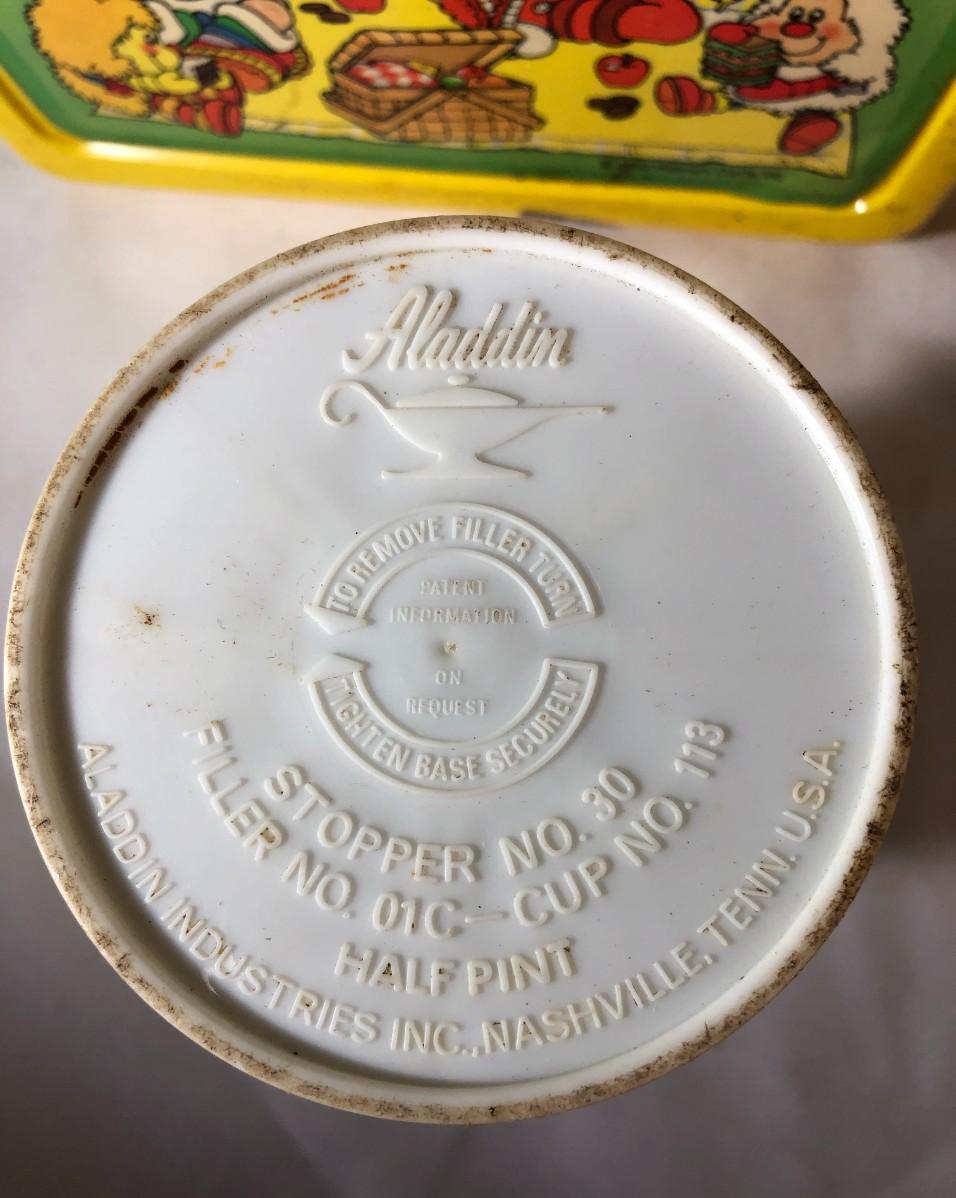 Aladdin
TO REMOVE FILLER TURN
PATENT
INFORMATION
ON
REQUEST
TIGHTEN BASE SECURELY
STOPPER NO. 30
FILLER NO. 01C—CUP NO. 113
HALF PINT
ALADDIN INDUSTRIES INC., NASHVILLE, TENN. U.S.A.